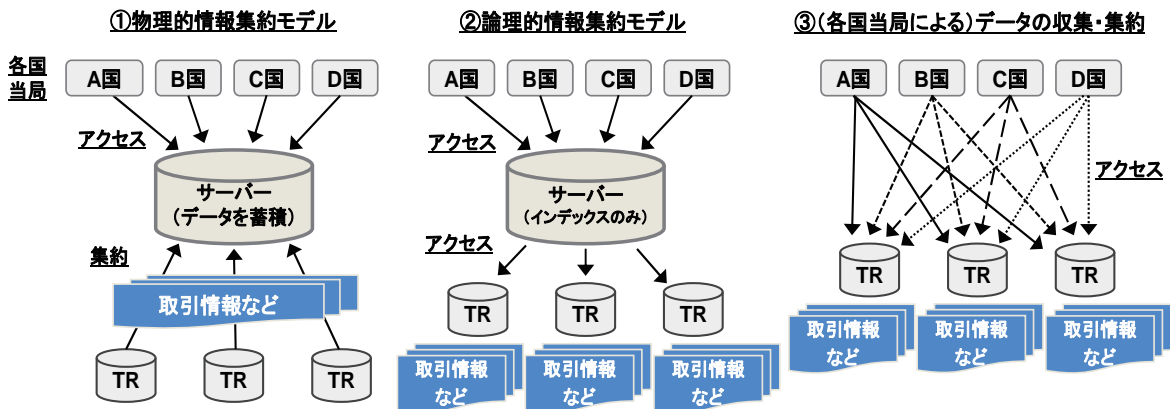 ①物理的情報集約モデル
各国
当局
A国
B国
C国
D国
アクセス
サーバー
(データを蓄積)
集約
取引情報など
TR
TR
TR
②論理的情報集約モデル
A国
B国
C国
D国
アクセス
サーバー
(インデックスのみ)
アクセス
TR
TR
TR
取引情報
など
取引情報
など
取引情報
など
③(各国当局による)データの収集・集約
A国
B国
C国
D国
アクセス
TR
TR
TR
取引情報
など
取引情報
など
取引情報
など